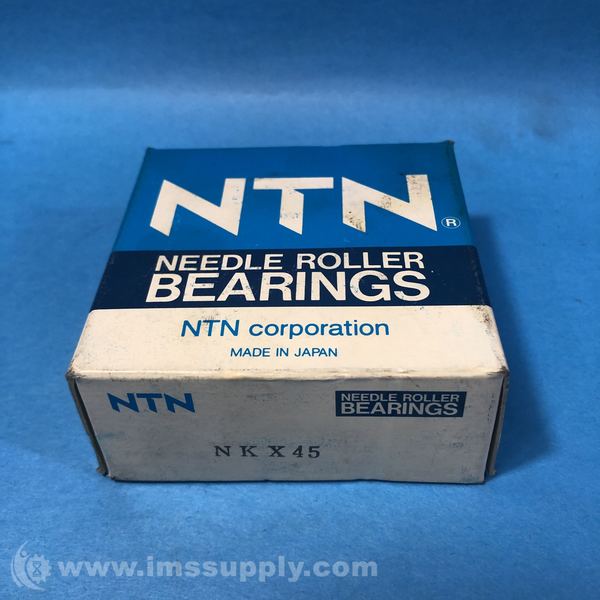 NTN®
NEEDLE ROLLER
BEARINGS
NTN corporation
MADE IN JAPAN
NTN
NEEDLE ROLLER
BEARINGS
NKX45
www.imssupply.com